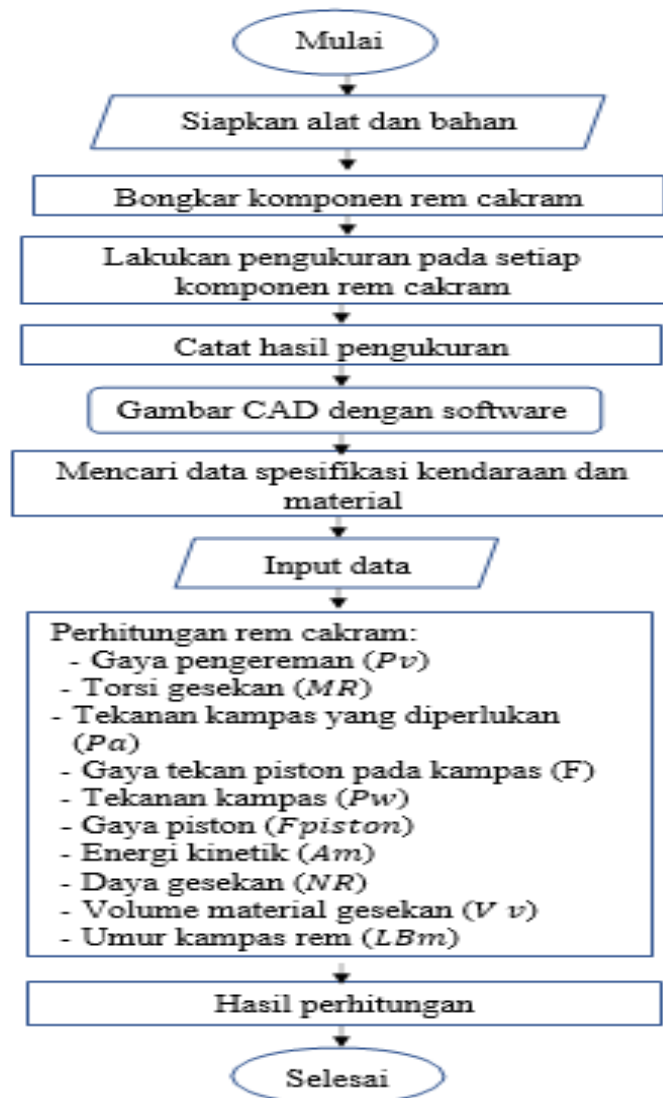 Mulai
Siapkan alat dan bahan
Bongkar komponen rem cakram
Lakukan pengukuran pada setiap
komponen rem cakram
Catat hasil pengukuran
Gambar CAD dengan software
Mencari data spesifikasi kendaraan dan
material
Input data
Perhitungan rem cakram:
- Gaya pengereman (Pv)
- Torsi gesekan (MR)
- Tekanan kampas yang diperlukan
(Pa)
- Gaya tekan piston pada kampas (F)
- Tekanan kampas (Pw)
- Gaya piston (Fpiston)
- Energi kinetik (Am)
- Daya gesekan (NR)
- Volume material gesekan (V v)
- Umur kampas rem (LBm)
Hasil perhitungan
Selesai